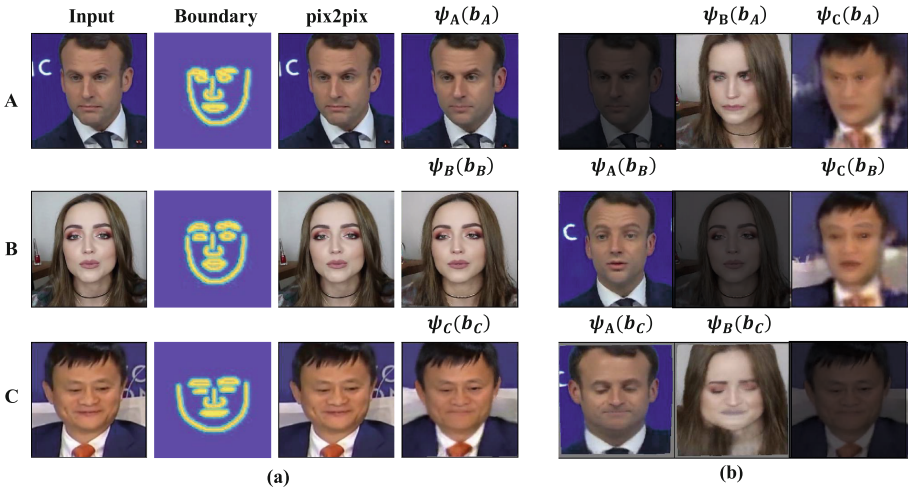 Input Boundary pix2pix ψA(bA) ψB(bA) ψC(bA)
A
ψB(bB) ψA(bB) ψC(bB)
B
ψC(bC) ψA(bC) ψB(bC)
C
(a) (b)